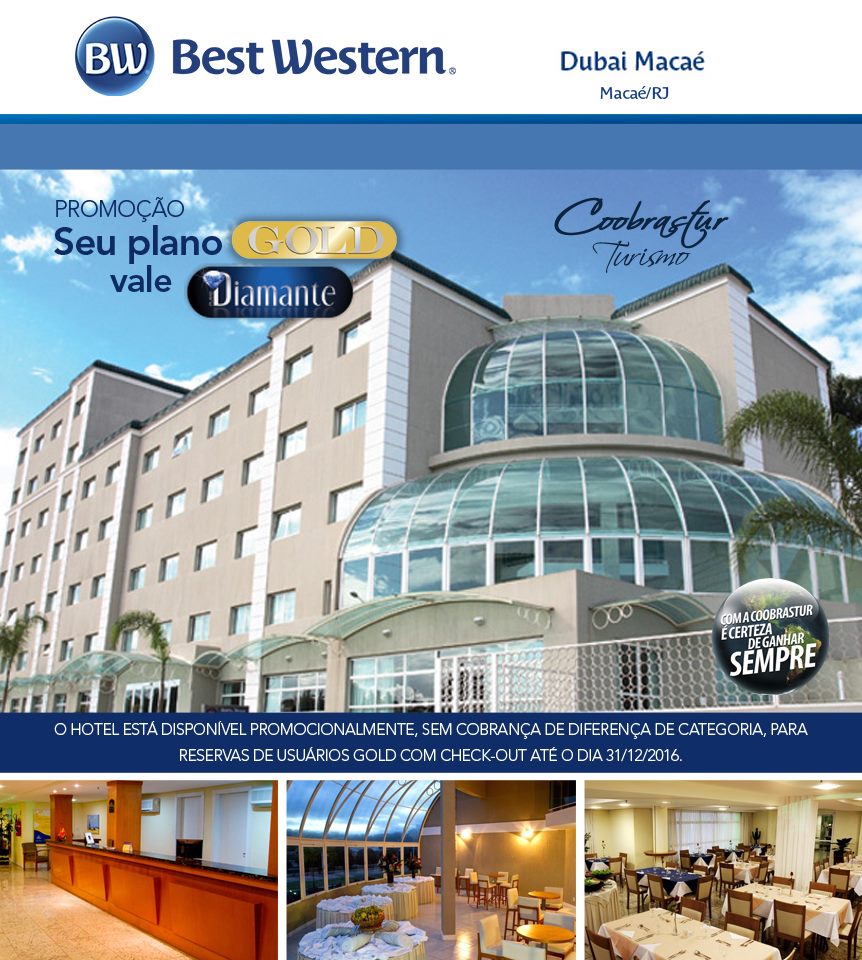 BW Best Western®
Dubai Macaé
Macaé/RJ
PROMOÇÃO
Seu plano GOLD
vale Diamante
Coobrastur
Turismo
COM A COOBRASTUR
É CERTEZA
DE GANHAR
SEMPRE
O HOTEL ESTÁ DISPONÍVEL PROMOCIONALMENTE, SEM COBRANÇA DE DIFERENÇA DE CATEGORIA, PARA
RESERVAS DE USUÁRIOS GOLD COM CHECK-OUT ATÉ O DIA 31/12/2016.